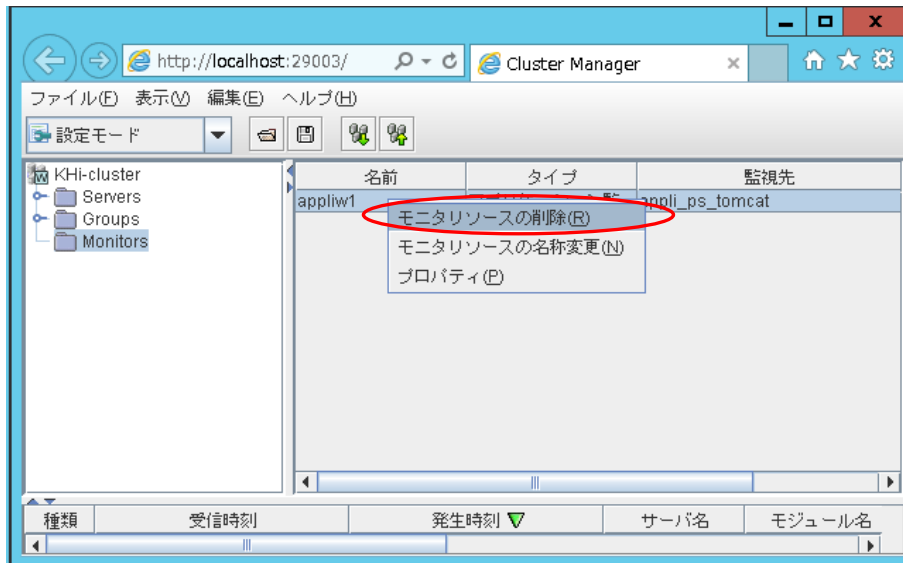 http://localhost:29003/
Cluster Manager
ファイル(F) 表示(V) 編集(E) ヘルプ(H)
設定モード
KHi-cluster
Servers
Groups
Monitors
名前 タイプ 監視先
appliw1 appli_ps_tomcat
モニタリソースの削除(R)
モニタリソースの名称変更(N)
プロパティ(P)
種類 受信時刻 発生時刻 サーバ名 モジュール名